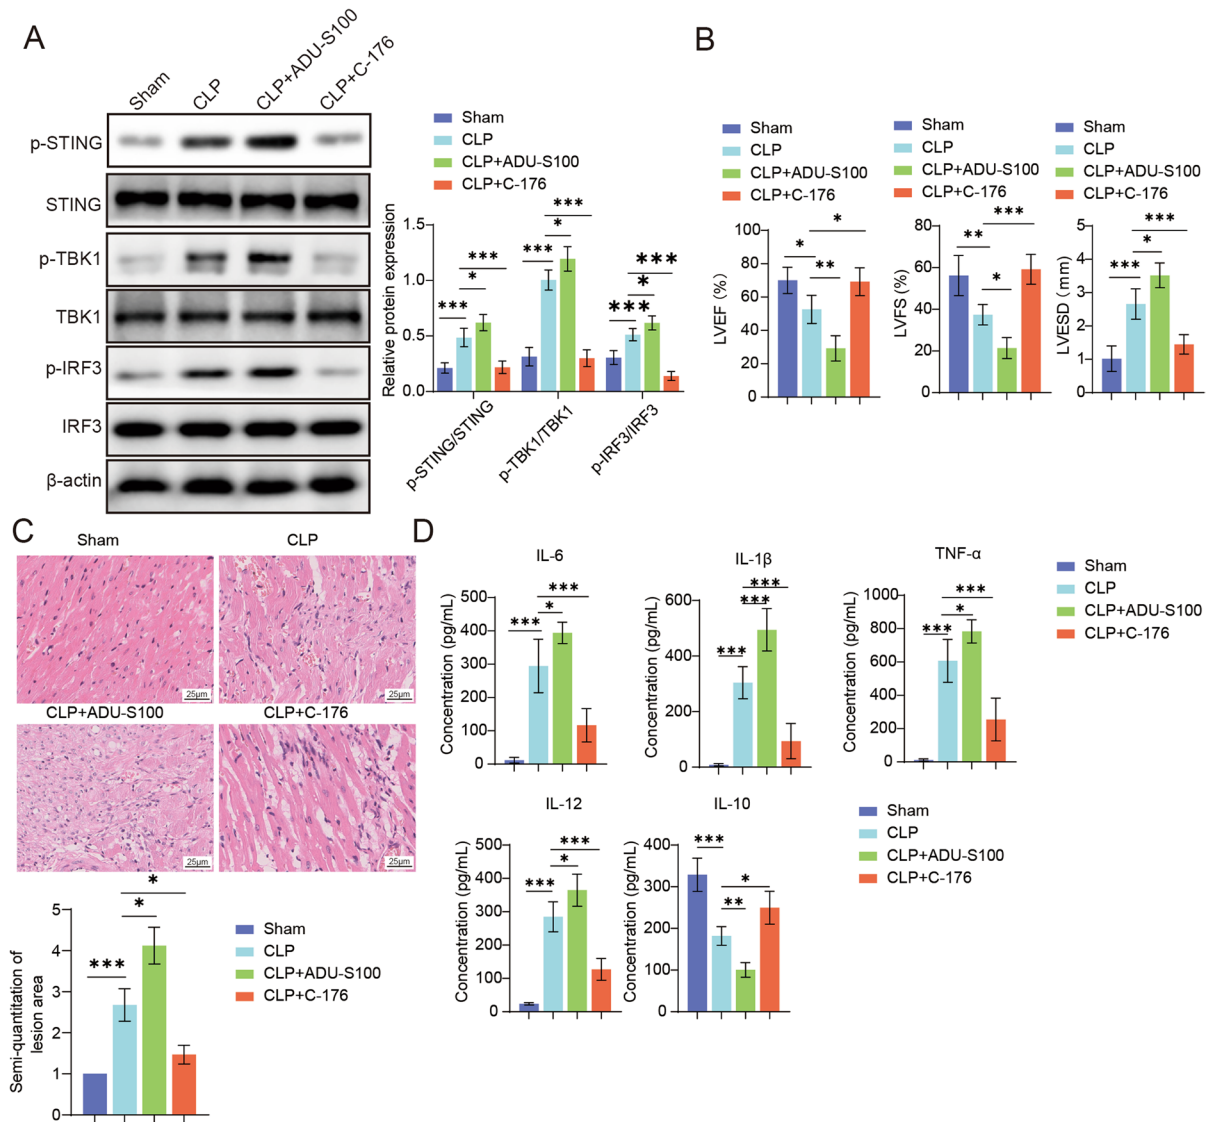 A
Sham
CLP
CLP+ADU-S100
CLP+C-176
p-STING
STING
p-TBK1
TBK1
p-IRF3
IRF3
β-actin
Sham
CLP
CLP+ADU-S100
CLP+C-176
Relative protein expression
1.5
1.0
0.5
0.0
*** * ***
*** * ***
*** * ***
p-STING/STING
p-TBK1/TBK1
p-IRF3/IRF3
B
Sham
CLP
CLP+ADU-S100
CLP+C-176
LVEF (%)
100
80
60
40
20
0
* ** *
Sham
CLP
CLP+ADU-S100
CLP+C-176
LVFS (%)
80
60
40
20
0
** * ***
Sham
CLP
CLP+ADU-S100
CLP+C-176
LVESD (mm)
5
4
3
2
1
0
*** * ***
C
Sham
CLP
25μm
25μm
CLP+ADU-S100
CLP+C-176
25μm
25μm
Semi-quantitation of
lesion area
5
4
3
2
1
0
*** * *
Sham
CLP
CLP+ADU-S100
CLP+C-176
D
IL-6
Concentration (pg/mL)
500
400
300
200
100
0
*** * ***
IL-1β
Concentration (pg/mL)
600
400
200
0
*** *** ***
TNF-α
Concentration (pg/mL)
1000
800
600
400
200
0
*** * ***
Sham
CLP
CLP+ADU-S100
CLP+C-176
IL-12
Concentration (pg/mL)
500
400
300
200
100
0
*** * ***
IL-10
Concentration (pg/mL)
400
300
200
100
0
*** ** *
Sham
CLP
CLP+ADU-S100
CLP+C-176